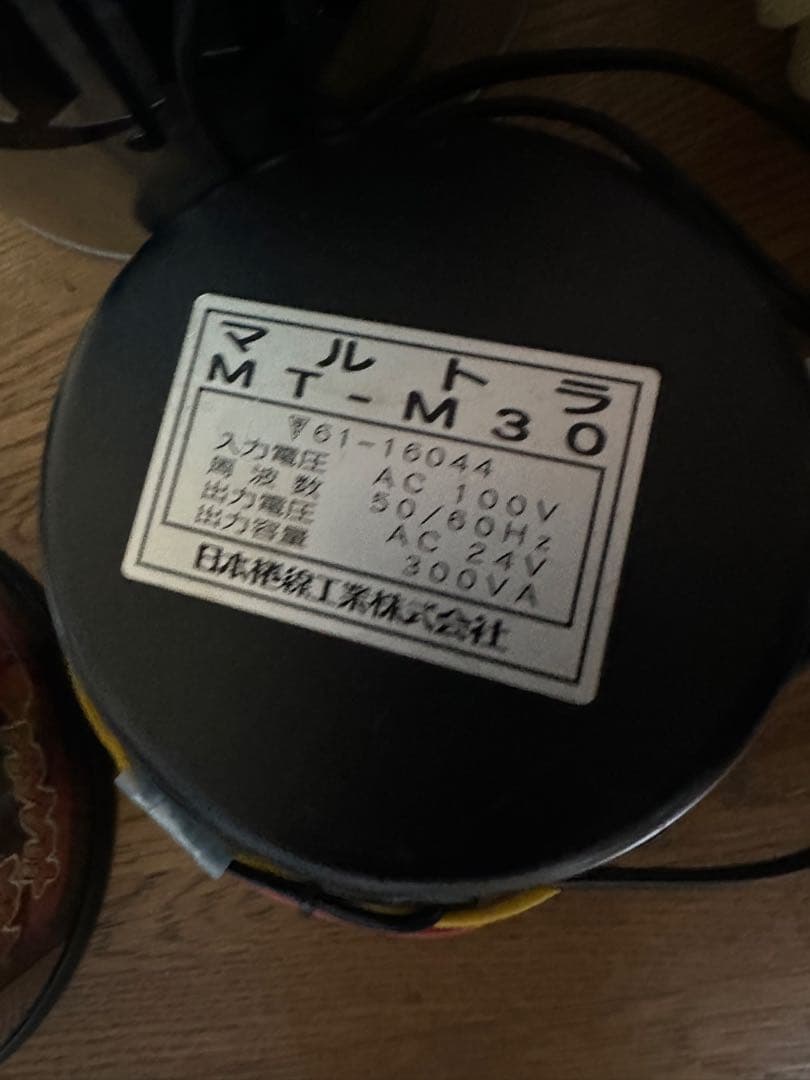 マルトラ
MT-M30
61-16044
入力電圧 AC 100V
周波数 50/60Hz
出力電圧 AC 24V
出力容量 300VA
日本捲線工業株式会社